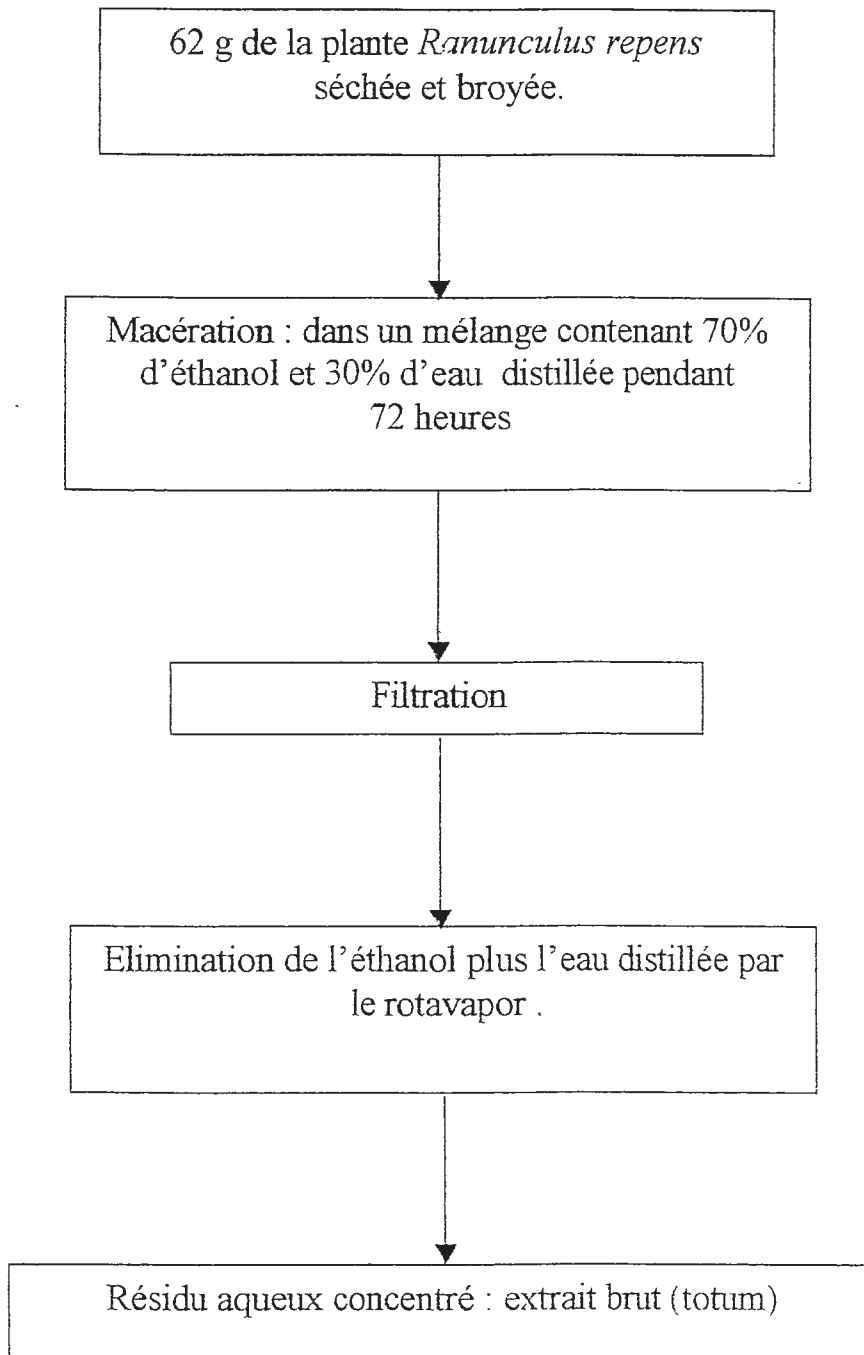 62 g de la plante Ranunculus repens
séchée et broyée.
Macération : dans un mélange contenant 70%
d'éthanol et 30% d'eau distillée pendant
72 heures
Filtration
Elimination de l'éthanol plus l'eau distillée par
le rotavapor .
Résidu aqueux concentré : extrait brut (totum)